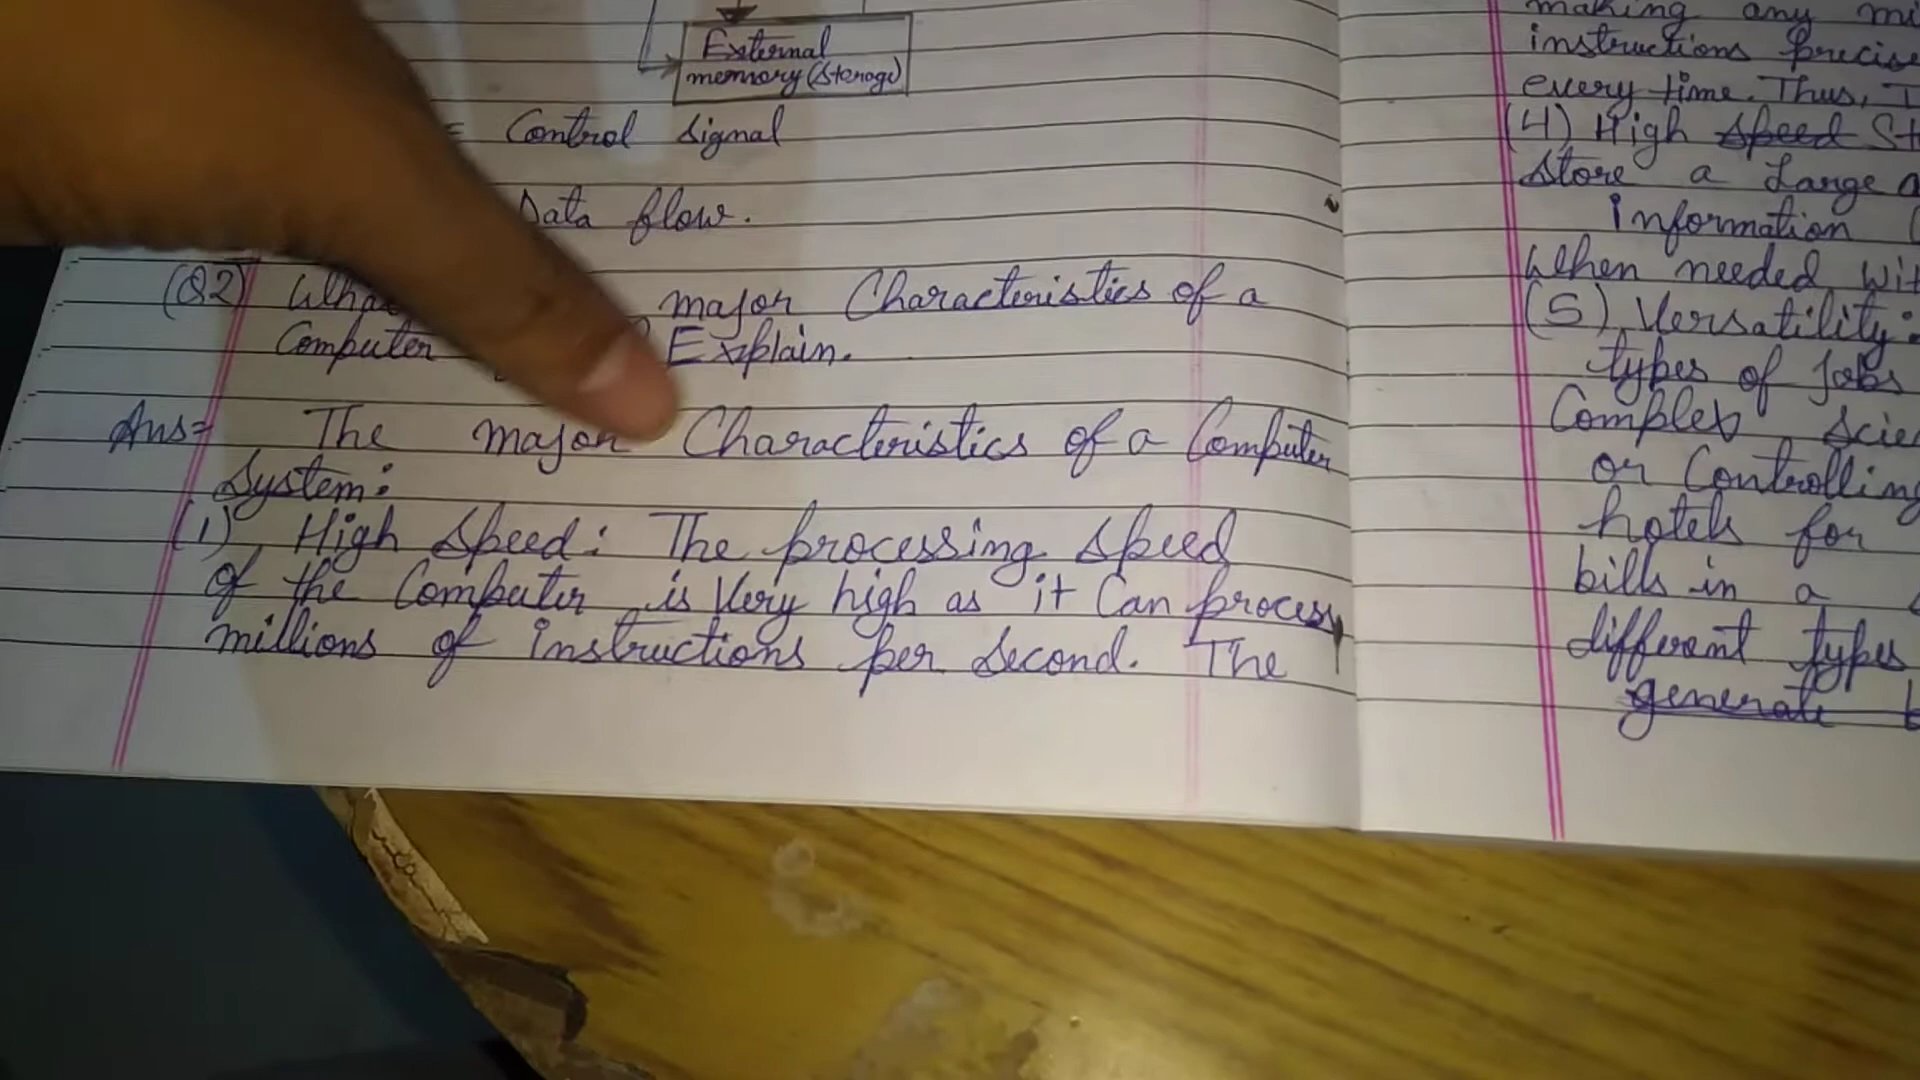 External
memory (Storage)
= Control Signal
Data flow.
(Q2) What major Characteristics of a
Computer Explain.
Ans= The major Characteristics of a Computer
System:
(1) High Speed: The processing Speed
of the Computer is Very high as it Can process
millions of instructions per Second. The
making any
instructions
every time. Thus,
(4) High Speed
Store a Large
information
When needed
(5) Versatility:
types of Jobs
Complex
or Controlling
hotels for
bills in a
different types
generate